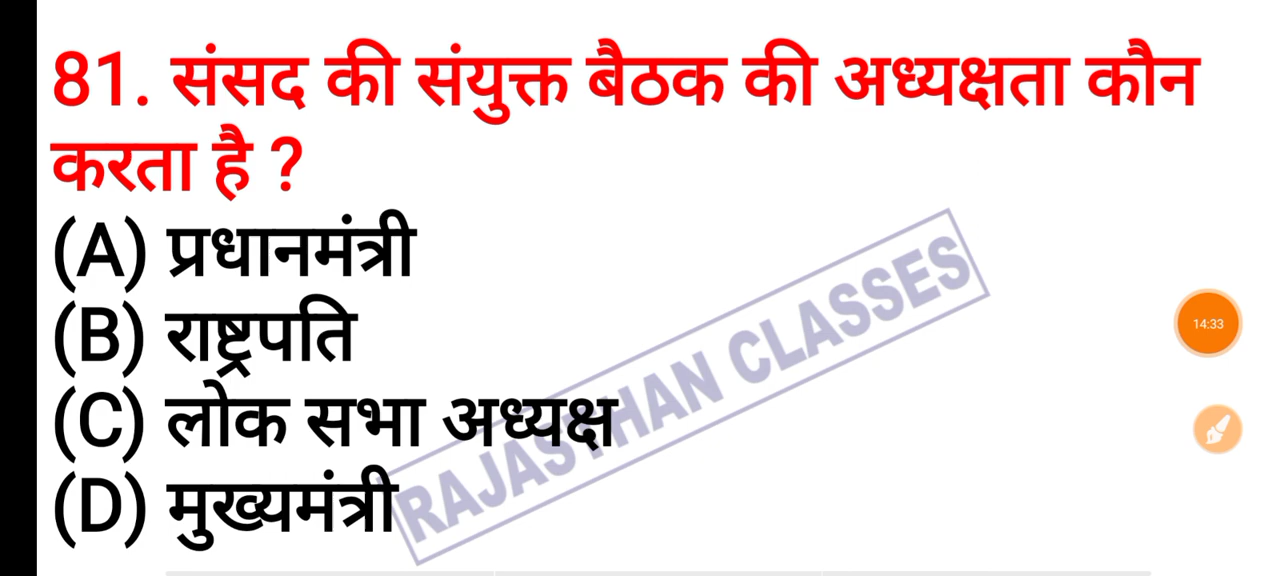 81. संसद की संयुक्त बैठक की अध्यक्षता कौन
करता है ?
(A) प्रधानमंत्री
(B) राष्ट्रपति
(C) लोक सभा अध्यक्ष
(D) मुख्यमंत्री
RAJASTHAN CLASSES
14:33